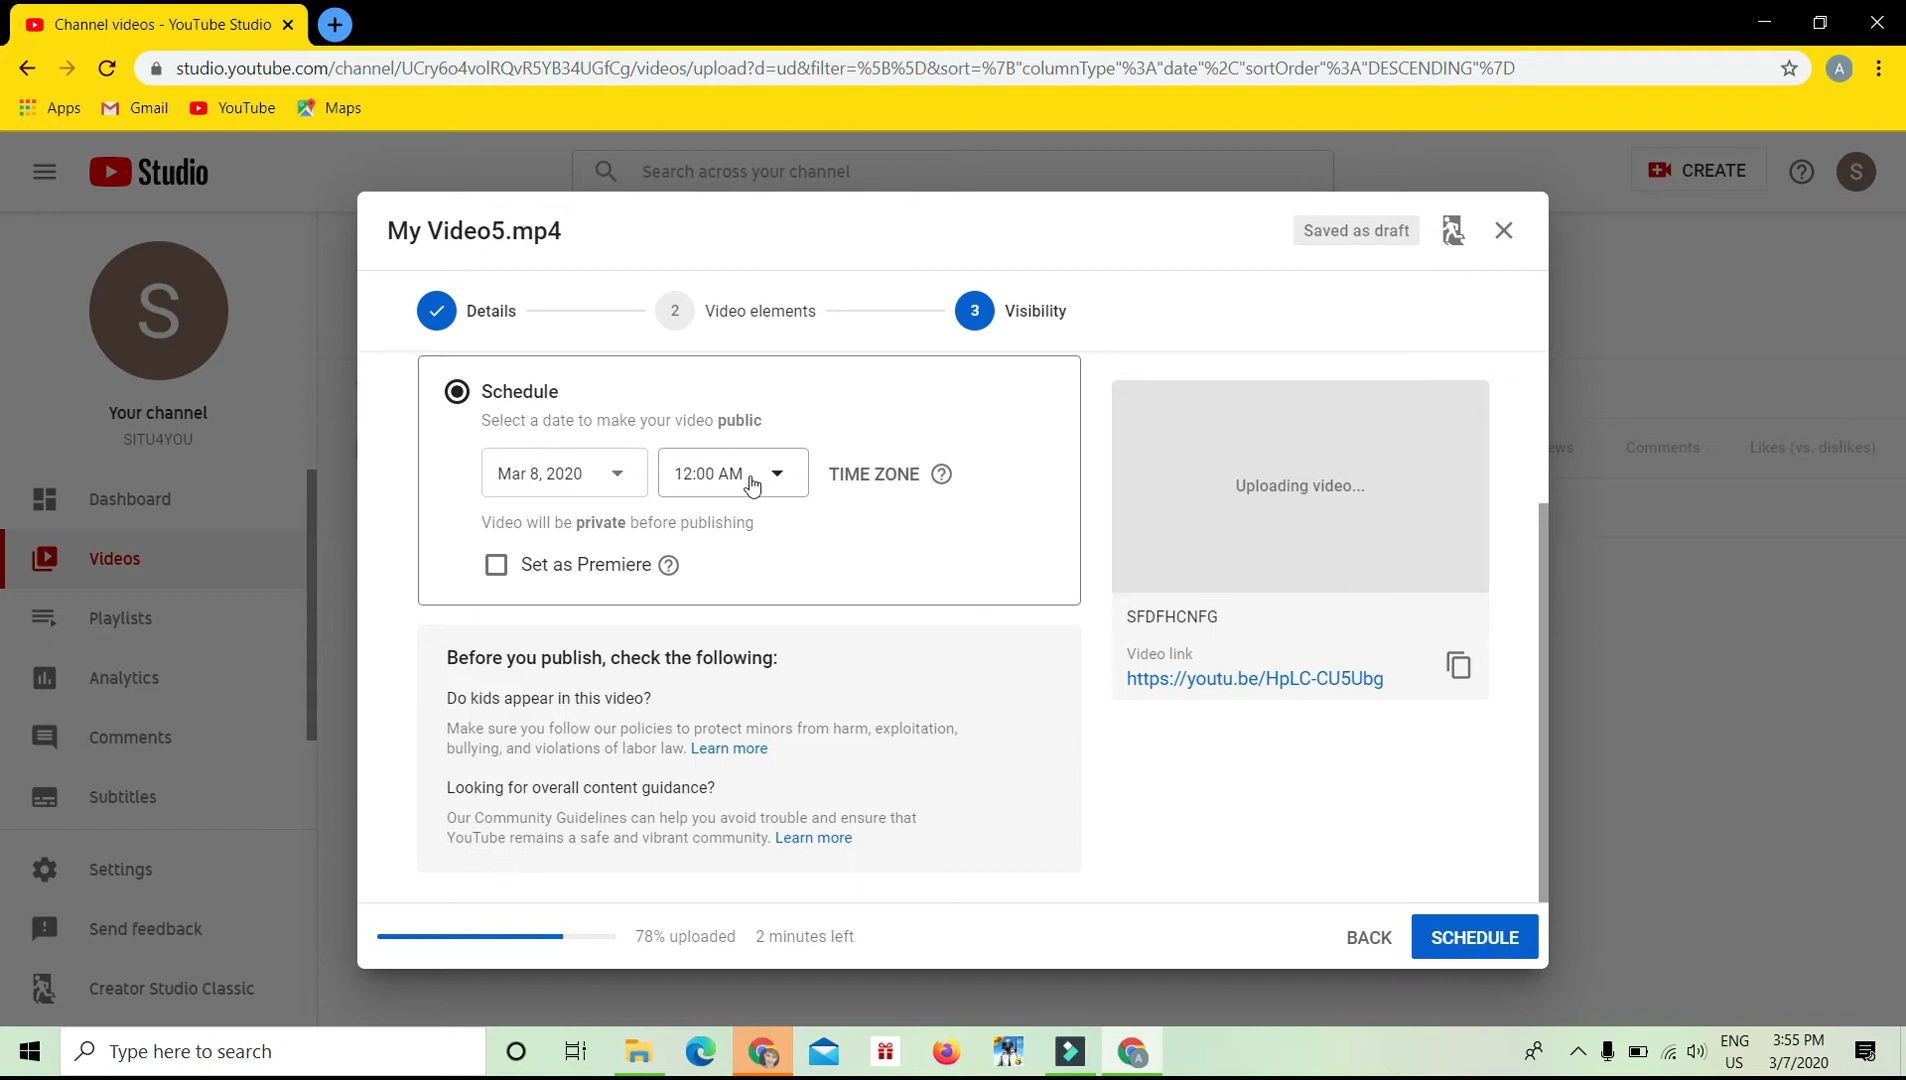 Channel videos - YouTube Studio
studio.youtube.com/channel/UCry6o4volRQvR5YB34UGfCg/videos/upload?d=ud&filter=%5B%5D&sort=%7B"columnType"%3A"date"%2C"sortOrder"%3A"DESCENDING"%7D
A
Apps Gmail YouTube Maps
Studio
Search across your channel
CREATE
S
S
Your channel
SITU4YOU
Dashboard
Videos
Playlists
Analytics
Comments
Subtitles
Settings
Send feedback
Creator Studio Classic
My Video5.mp4
Saved as draft
Details
2 Video elements
3 Visibility
Schedule
Select a date to make your video public
Mar 8, 2020
12:00 AM
TIME ZONE
Video will be private before publishing
Set as Premiere
Before you publish, check the following:
Do kids appear in this video?
Make sure you follow our policies to protect minors from harm, exploitation,
bullying, and violations of labor law. Learn more
Looking for overall content guidance?
Our Community Guidelines can help you avoid trouble and ensure that
YouTube remains a safe and vibrant community. Learn more
Uploading video...
SFDFHCNFG
Video link
https://youtu.be/HpLC-CU5Ubg
Comments
Likes (vs. dislikes)
78% uploaded 2 minutes left
BACK
SCHEDULE
Type here to search
A
ENG
US
3:55 PM
3/7/2020